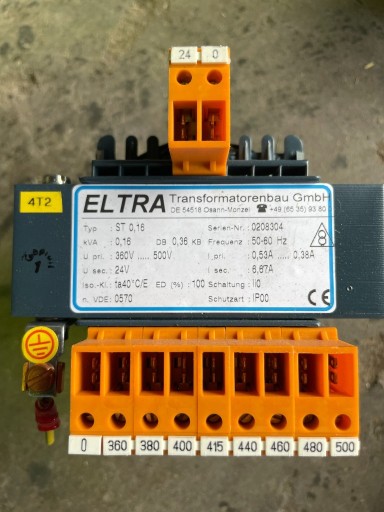 24 0
4T2
ELTRA Transformatorenbau GmbH
DE 54518 Osann-Monzel ☎ +49 (65 35) 93 80
Typ : ST 0,16 Serien-Nr.: 0208304
kVA : 0,16 DB 0,35 KB Frequenz : 50-60 Hz
U pri. : 360V ..... 500V I pri. : 0,53A ..... 0,38A
U sec. : 24V I sec. : 6,67A
Iso.-Kl.: ta40°C/E ED (%) : 100 Schaltung : II0
n. VDE: 0570 Schutzart : IP00 CE
1
0 360 380 400 415 440 460 480 500